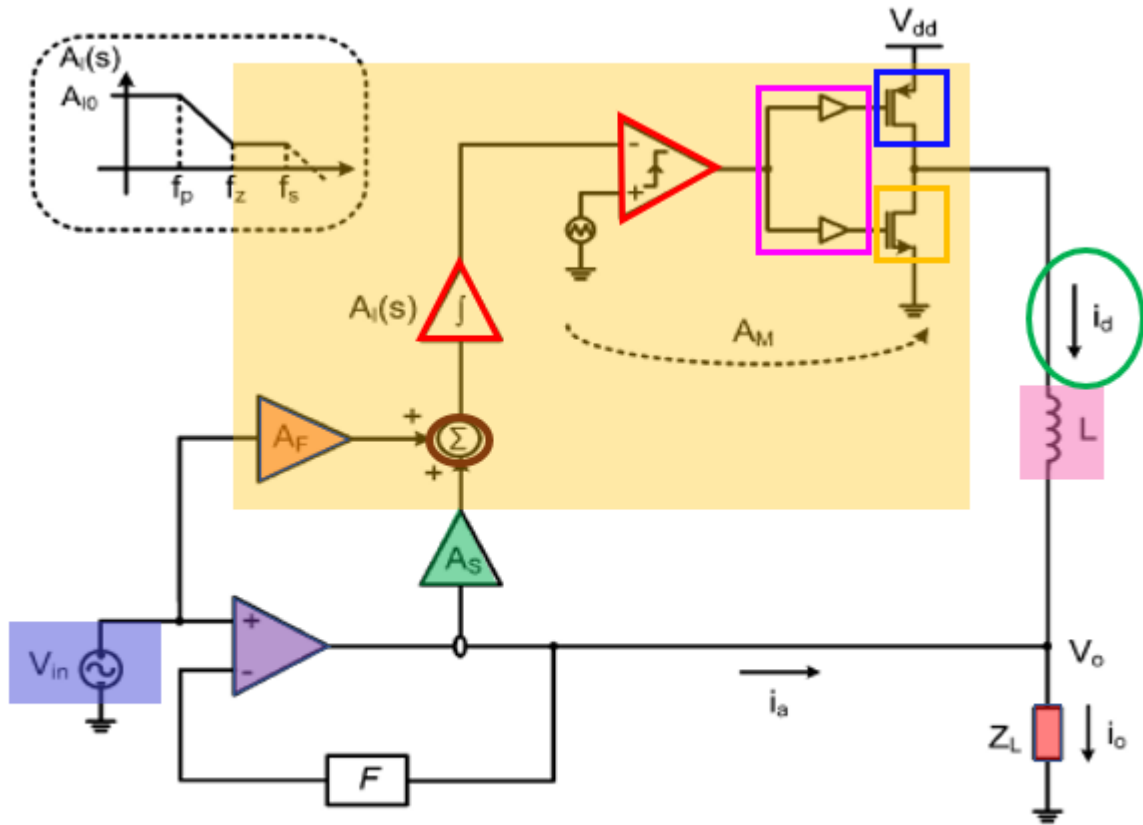 V_dd
A_I(s)
A_I0
f_p f_z f_s
-
+
A_I(s)
∫
A_M
i_d
L
A_F
+
Σ
+
A_S
V_in
+
-
V_o
i_a
Z_L
i_o
F